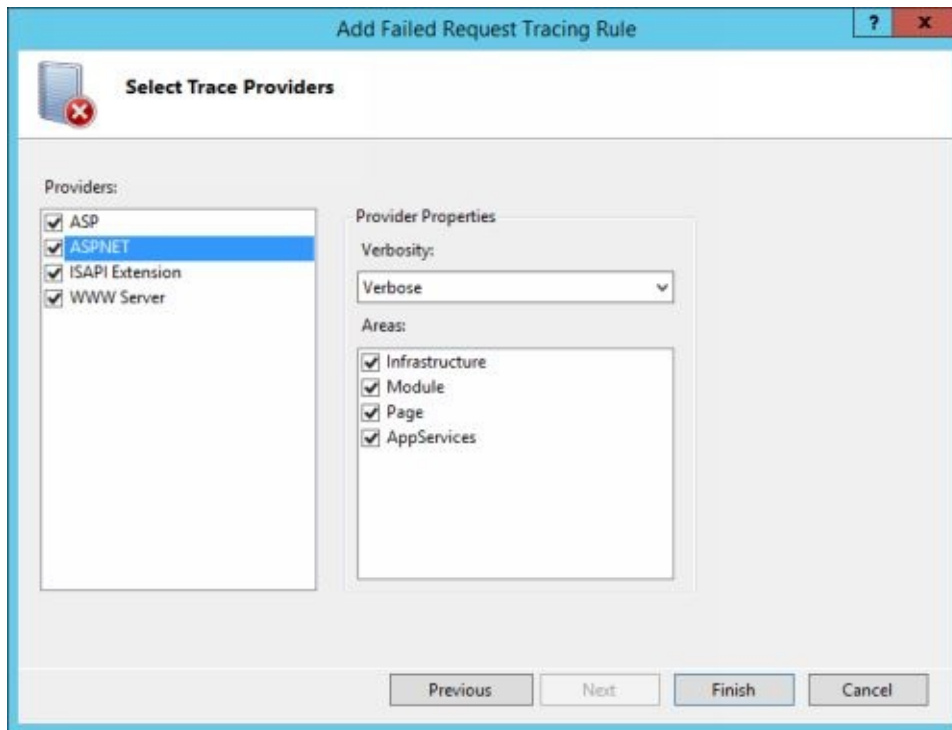 Add Failed Request Tracing Rule
? x
Select Trace Providers
Providers:
ASP
ASPNET
ISAPI Extension
WWW Server
Provider Properties
Verbosity:
Verbose
Areas:
Infrastructure
Module
Page
AppServices
Previous Next Finish Cancel